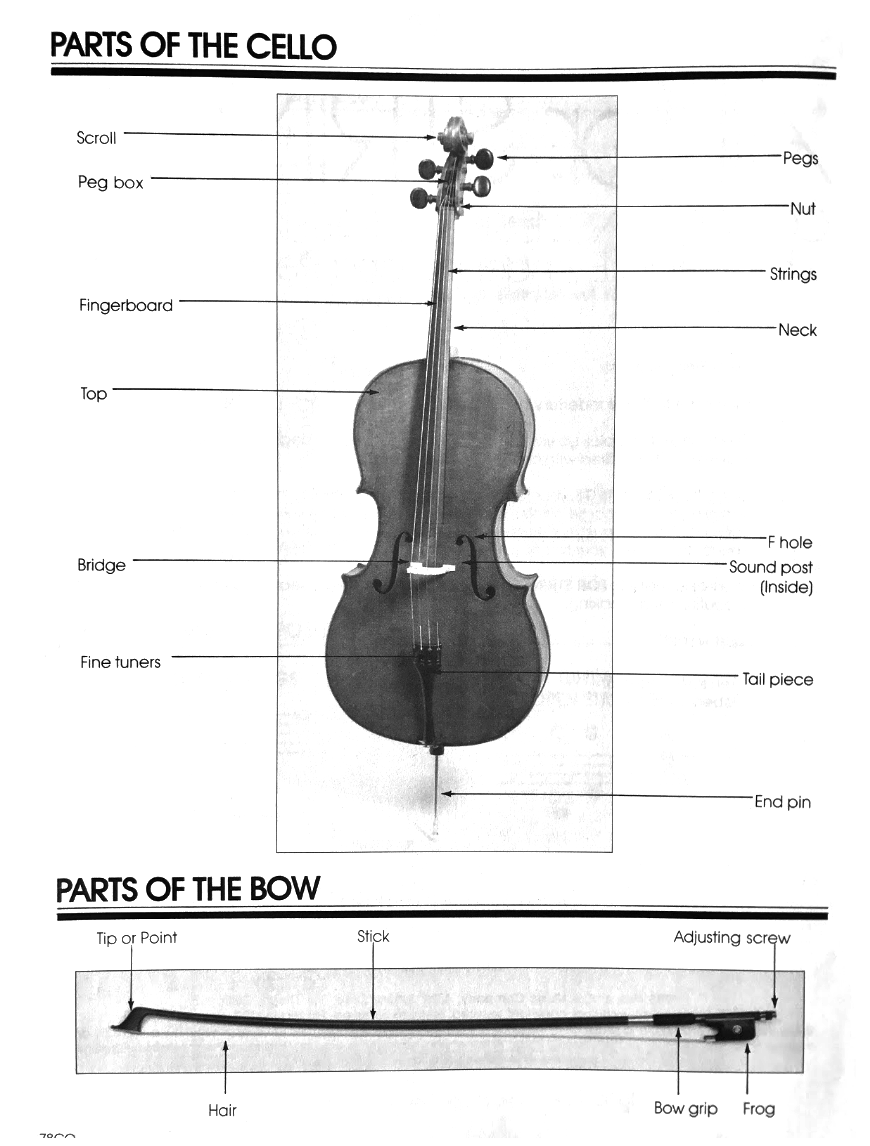 PARTS OF THE CELLO
Scroll
Pegs
Peg box
Nut
Strings
Fingerboard
Neck
Top
F hole
Bridge
Sound post
(Inside)
Fine tuners
Tail piece
End pin
PARTS OF THE BOW
Tip or Point
Stick
Adjusting screw
Hair
Bow grip
Frog